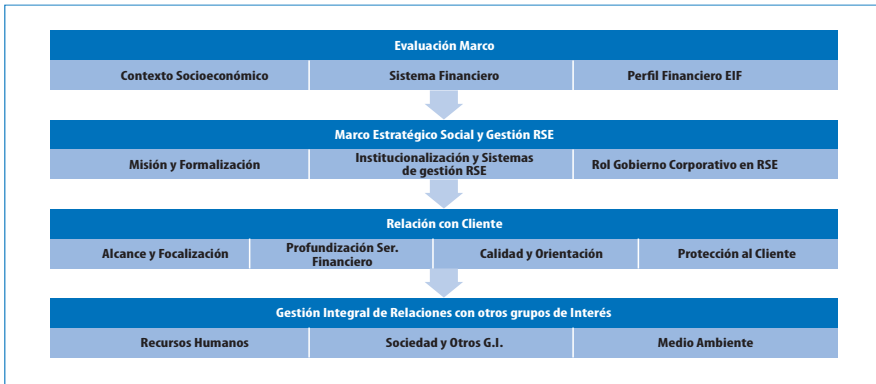 Evaluación Marco
Contexto Socioeconómico
Sistema Financiero
Perfil Financiero EIF
Marco Estratégico Social y Gestión RSE
Misión y Formalización
Institucionalización y Sistemas
de gestión RSE
Rol Gobierno Corporativo en RSE
Relación con Cliente
Alcance y Focalización
Profundización Ser.
Financiero
Calidad y Orientación
Protección al Cliente
Gestión Integral de Relaciones con otros grupos de Interés
Recursos Humanos
Sociedad y Otros G.I.
Medio Ambiente